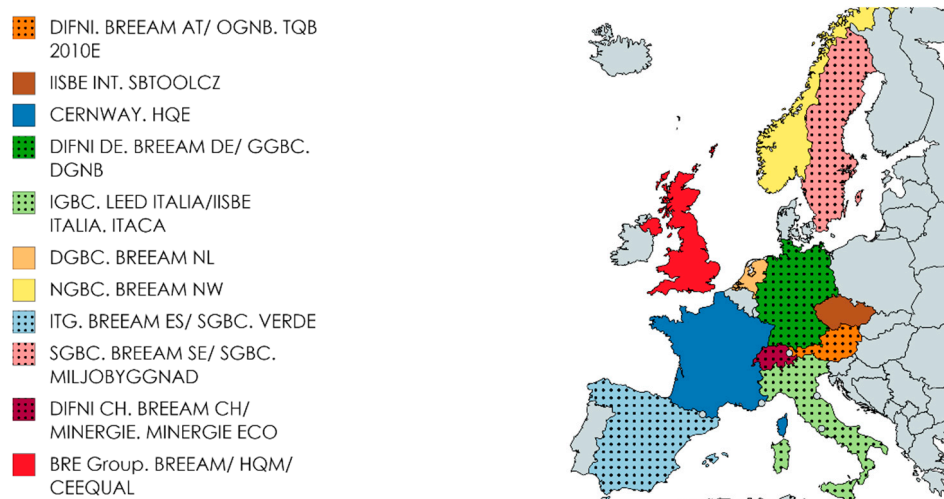 DIFNI. BREEAM AT/ OGNB. TQB
2010E
IISBE INT. SBTOOLCZ
CERNWAY. HQE
DIFNI DE. BREEAM DE/ GGBC.
DGNB
IGBC. LEED ITALIA/IISBE
ITALIA. ITACA
DGBC. BREEAM NL
NGBC. BREEAM NW
ITG. BREEAM ES/ SGBC. VERDE
SGBC. BREEAM SE/ SGBC.
MILJOBYGGNAD
DIFNI CH. BREEAM CH/
MINERGIE. MINERGIE ECO
BRE Group. BREEAM/ HQM/
CEEQUAL